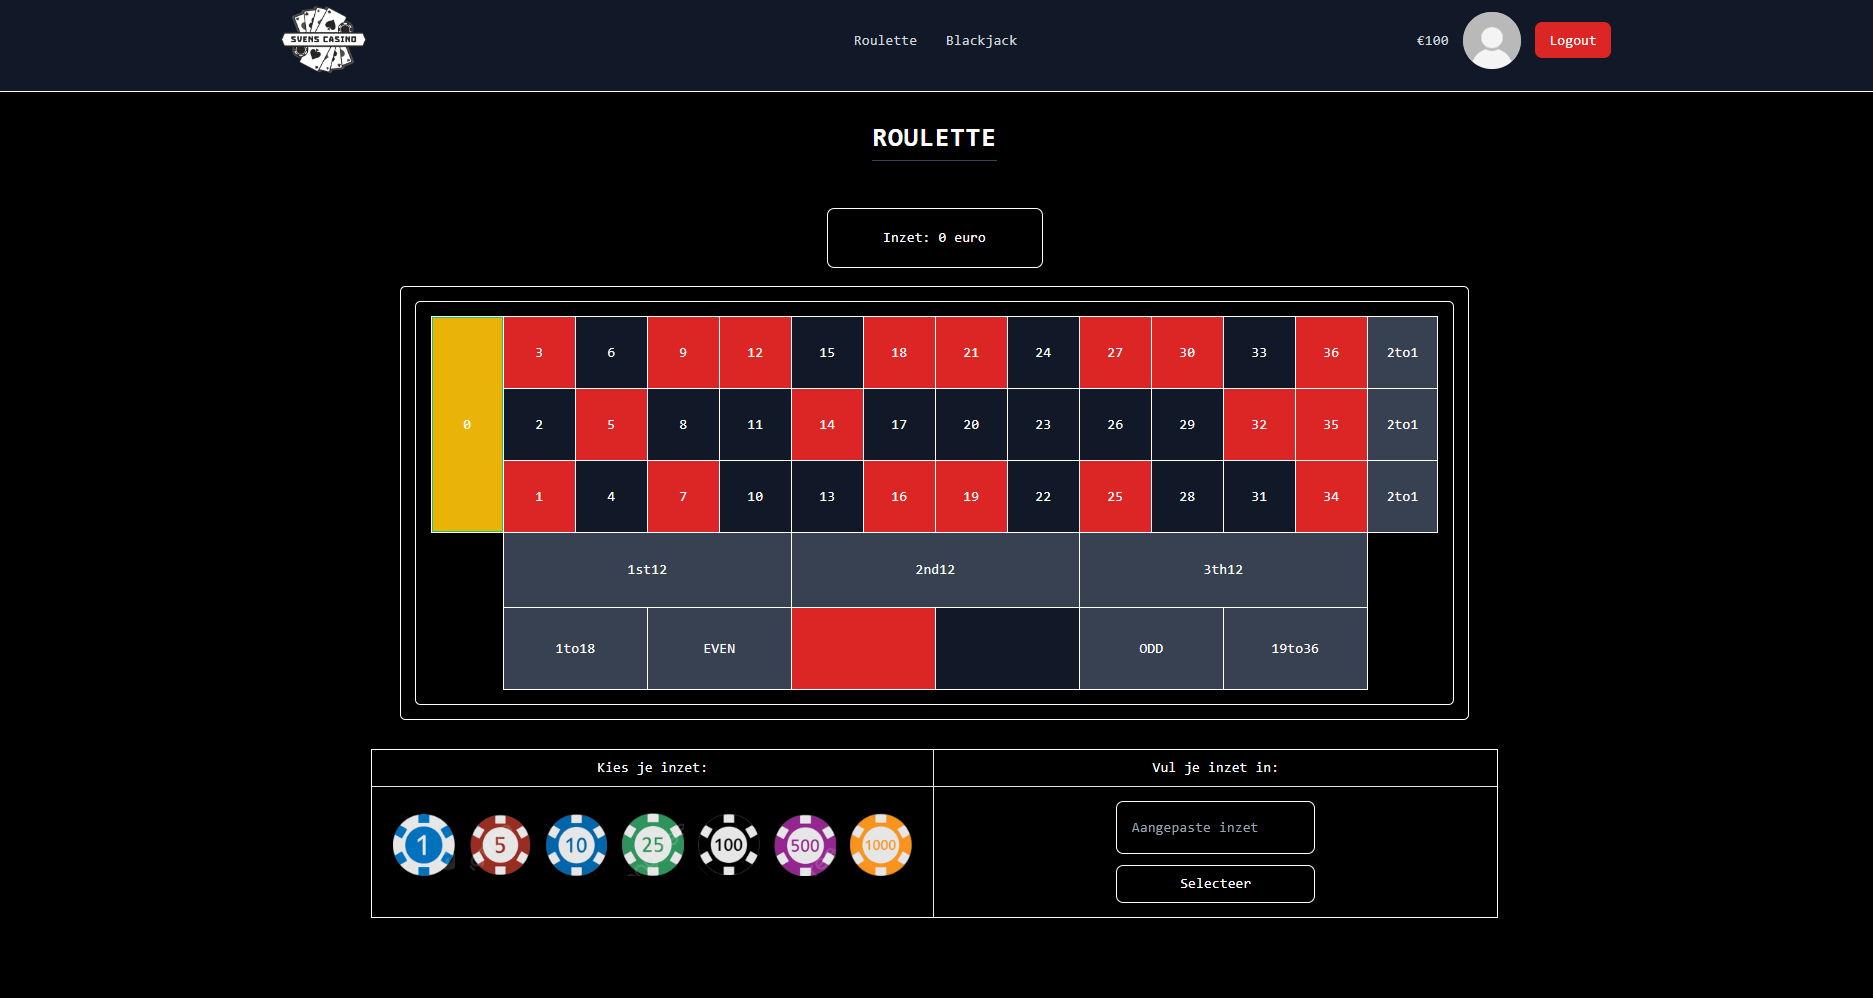 SVENS CASINO
Roulette Blackjack
€100
Logout
ROULETTE
Inzet: 0 euro
3 6 9 12 15 18 21 24 27 30 33 36 2to1
0 2 5 8 11 14 17 20 23 26 29 32 35 2to1
1 4 7 10 13 16 19 22 25 28 31 34 2to1
1st12 2nd12 3th12
1to18 EVEN ODD 19to36
Kies je inzet:
1 5 10 25 100 500 1000
Vul je inzet in:
Aangepaste inzet
Selecteer